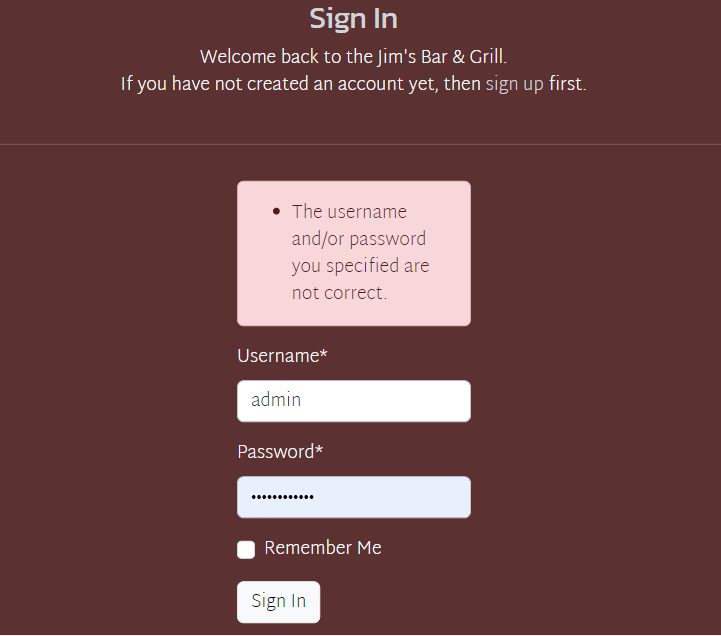 Sign In
Welcome back to the Jim's Bar & Grill.
If you have not created an account yet, then sign up first.
• The username
and/or password
you specified are
not correct.
Username*
admin
Password*
••••••••••••
Remember Me
Sign In